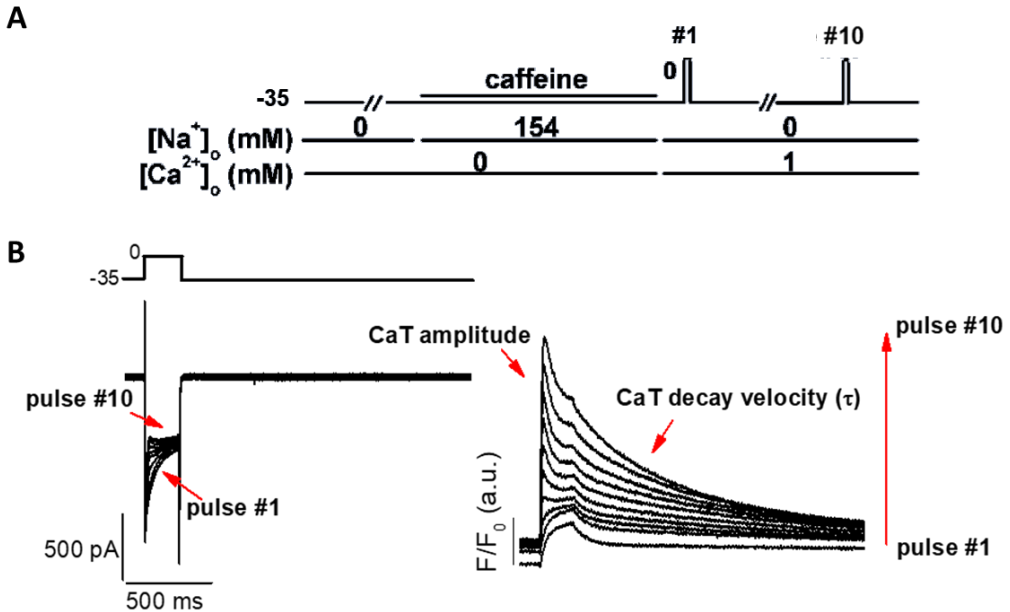 A
#1
#10
caffeine
0
-35
[Na+]o (mM)
0
154
0
[Ca2+]o (mM)
0
1
B
0
-35
pulse #10
CaT amplitude
pulse #10
CaT decay velocity (τ)
pulse #1
F/F0 (a.u.)
500 pA
pulse #1
500 ms